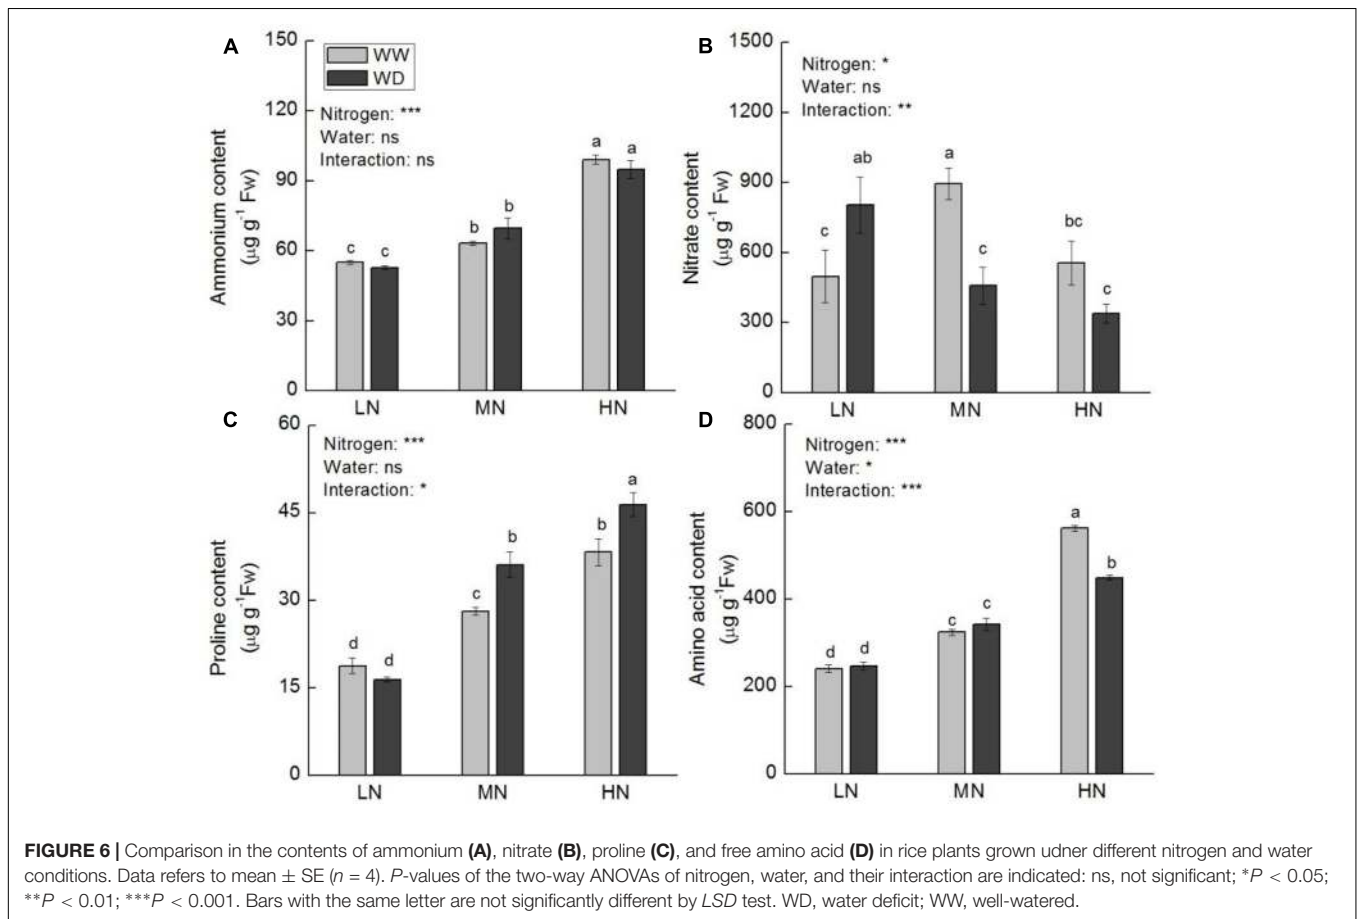 A
150
120
90
60
30
0
Ammonium content
(µg g⁻¹ Fw)
WW
WD
Nitrogen: ***
Water: ns
Interaction: ns
c
c
b
b
a
a
LN
MN
HN
B
1500
1200
900
600
300
0
Nitrate content
(µg g⁻¹ Fw)
Nitrogen: *
Water: ns
Interaction: **
c
ab
a
c
bc
c
LN
MN
HN
C
60
45
30
15
0
Proline content
(µg g⁻¹Fw)
Nitrogen: ***
Water: ns
Interaction: *
d
d
c
b
b
a
LN
MN
HN
D
800
600
400
200
0
Amino acid content
(µg g⁻¹Fw)
Nitrogen: ***
Water: *
Interaction: ***
d
d
c
c
a
b
LN
MN
HN
FIGURE 6 | Comparison in the contents of ammonium (A), nitrate (B), proline (C), and free amino acid (D) in rice plants grown udner different nitrogen and water
conditions. Data refers to mean ± SE (n = 4). P-values of the two-way ANOVAs of nitrogen, water, and their interaction are indicated: ns, not significant; *P < 0.05;
**P < 0.01; ***P < 0.001. Bars with the same letter are not significantly different by LSD test. WD, water deficit; WW, well-watered.